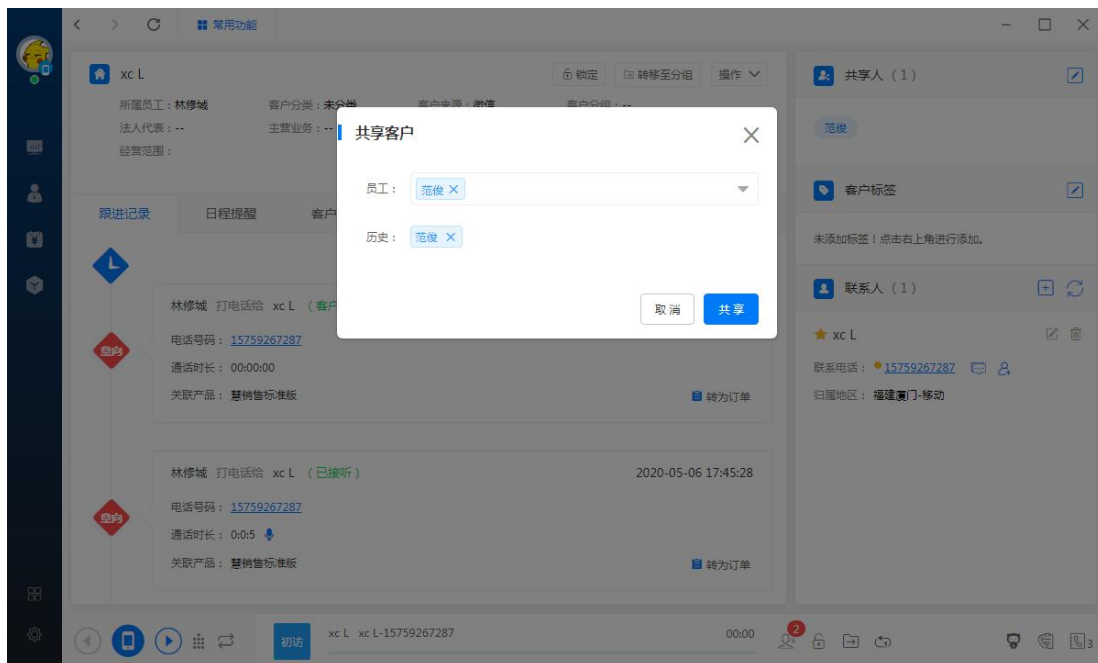 常用功能
xc L
锁定 转移至分组 操作
所属员工：林修城 客户分类：未分类 客户来源：微信 客户分组：--
法人代表：-- 主营业务：--
经营范围：
跟进记录 日程提醒 客户
林修城 打电话给 xc L （客户
意向
电话号码：15759267287
通话时长：00:00:00
关联产品：慧销售标准版 转为订单
林修城 打电话给 xc L （已接听） 2020-05-06 17:45:28
意向
电话号码：15759267287
通话时长：0:0:5
关联产品：慧销售标准版 转为订单
共享客户
员工： 范俊
历史： 范俊
取消 共享
共享人（1）
范俊
客户标签
未添加标签！点击右上角进行添加。
联系人（1）
xc L
联系电话：15759267287
归属地区：福建厦门-移动
初访 xc L xc L-15759267287 00:00 2 3